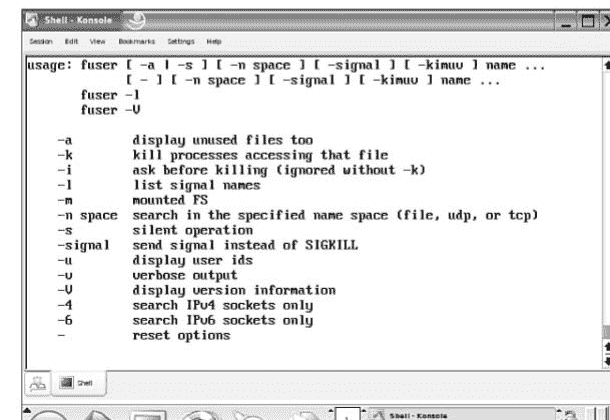 Shell - Konsole
Session Edit View Bookmarks Settings Help
usage: fuser [ -a | -s ] [ -n space ] [ -signal ] [ -kimuv ] name ...
[ - ] [ -n space ] [ -signal ] [ -kimuv ] name ...
fuser -l
fuser -V
-a display unused files too
-k kill processes accessing that file
-i ask before killing (ignored without -k)
-l list signal names
-m mounted FS
-n space search in the specified name space (file, udp, or tcp)
-s silent operation
-signal send signal instead of SIGKILL
-u display user ids
-v verbose output
-V display version information
-4 search IPv4 sockets only
-6 search IPv6 sockets only
- reset options
Shell
Shell - Konsole